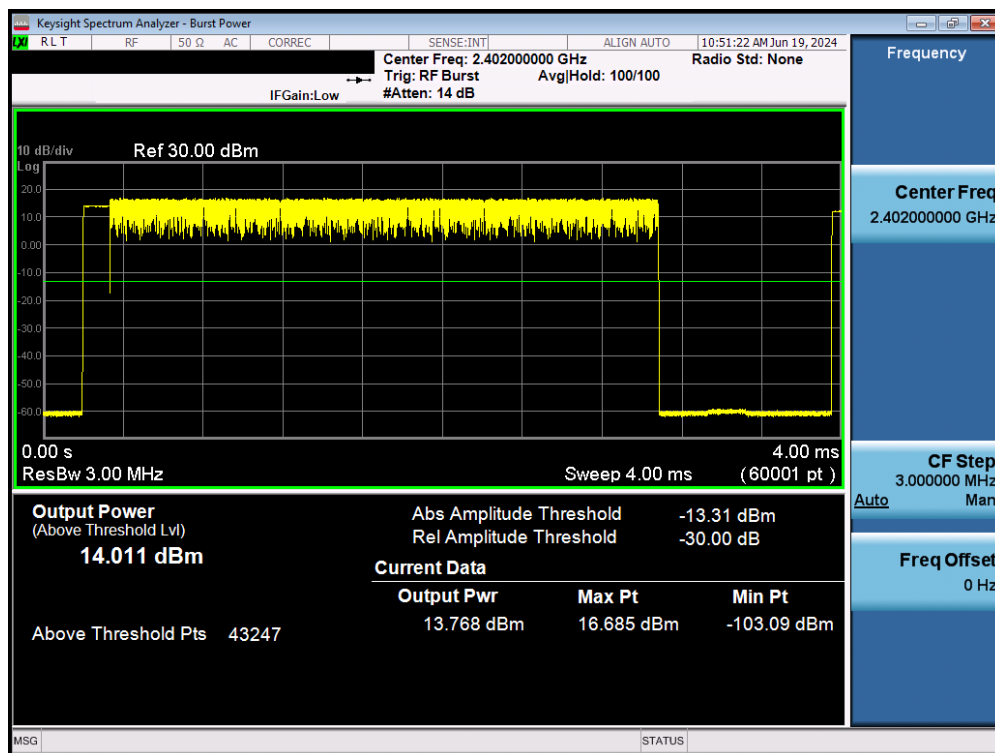 Keysight Spectrum Analyzer - Burst Power
LXI RLT RF 50 Ω AC CORREC SENSE:INT ALIGN AUTO 10:51:22 AM Jun 19, 2024
Center Freq: 2.402000000 GHz Radio Std: None
Trig: RF Burst Avg|Hold: 100/100
IFGain:Low #Atten: 14 dB
10 dB/div Ref 30.00 dBm
Log
20.0
10.0
0.00
-10.0
-20.0
-30.0
-40.0
-50.0
-60.0
0.00 s 4.00 ms
ResBw 3.00 MHz Sweep 4.00 ms (60001 pt)
Output Power
(Above Threshold Lvl)
14.011 dBm
Above Threshold Pts 43247
Abs Amplitude Threshold -13.31 dBm
Rel Amplitude Threshold -30.00 dB
Current Data
Output Pwr Max Pt Min Pt
13.768 dBm 16.685 dBm -103.09 dBm
Frequency
Center Freq
2.402000000 GHz
CF Step
3.000000 MHz
Auto Man
Freq Offset
0 Hz
MSG STATUS